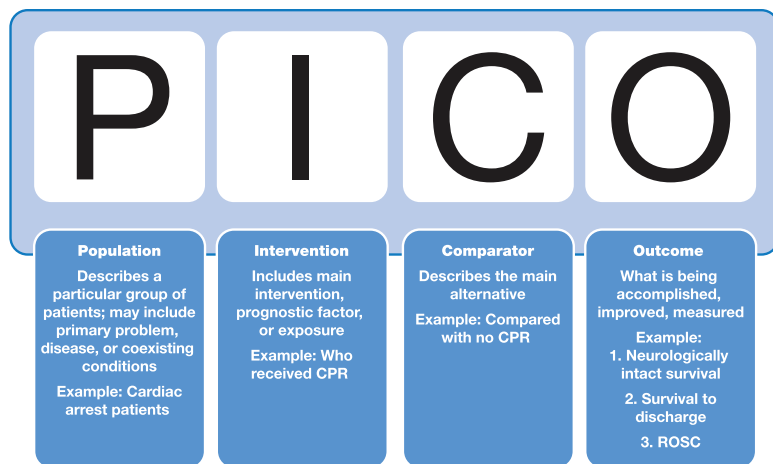 P I C O
Population
Describes a
particular group of
patients; may include
primary problem,
disease, or coexisting
conditions
Example: Cardiac
arrest patients
Intervention
Includes main
intervention,
prognostic factor,
or exposure
Example: Who
received CPR
Comparator
Describes the main
alternative
Example: Compared
with no CPR
Outcome
What is being
accomplished,
improved, measured
Example:
1. Neurologically
intact survival
2. Survival to
discharge
3. ROSC